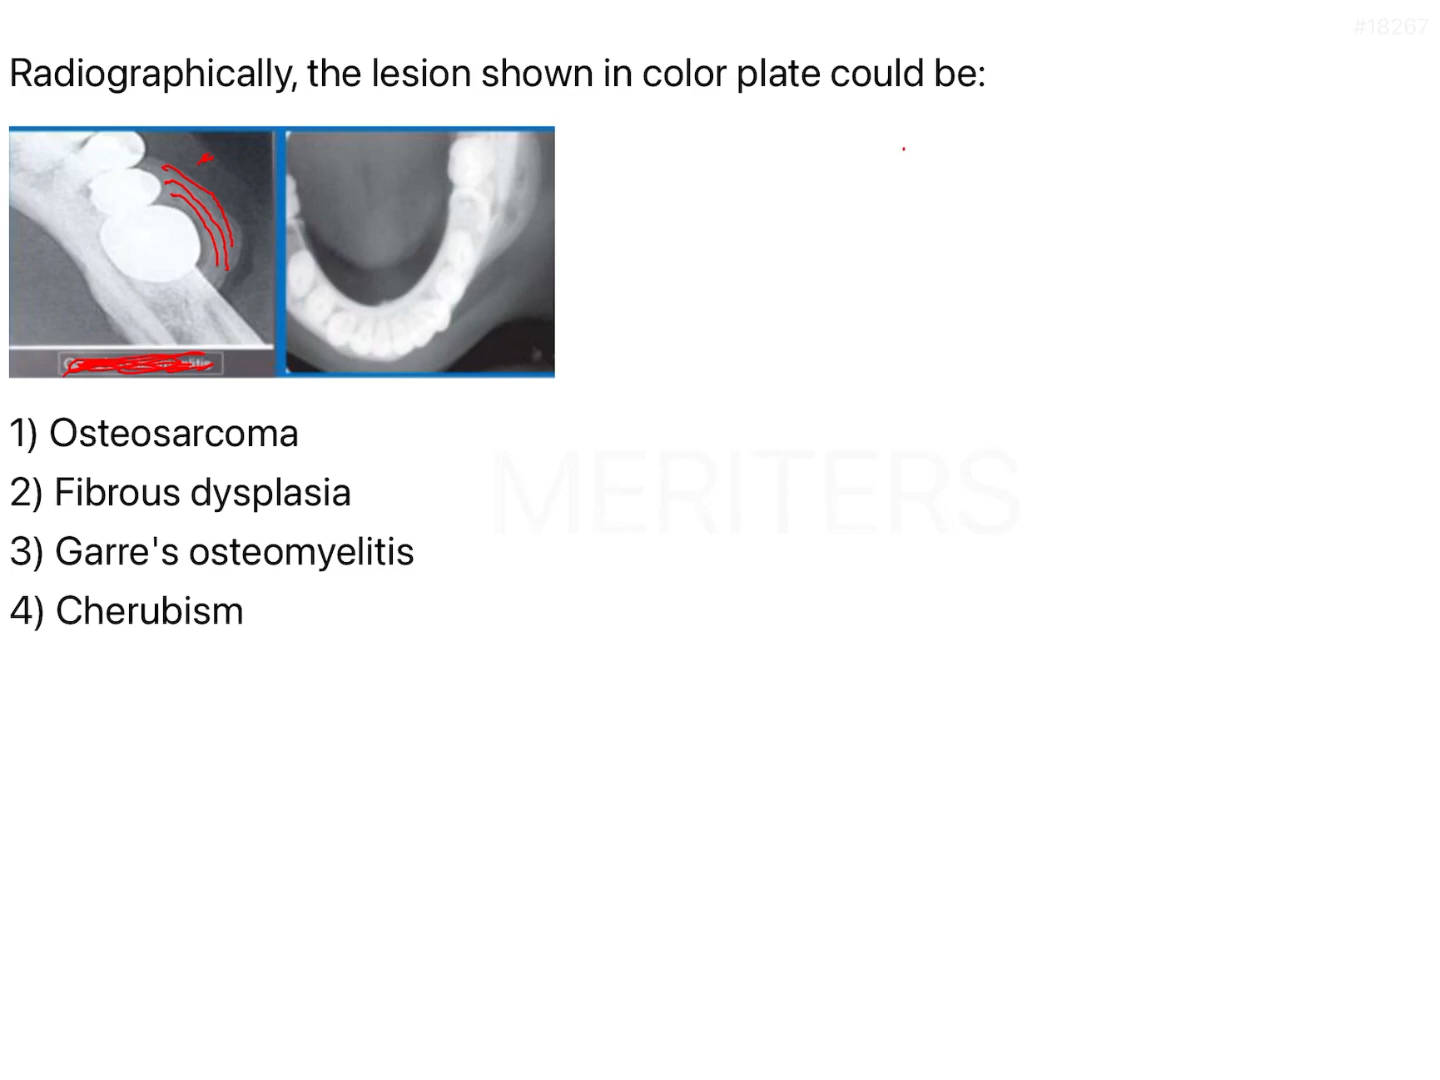 #18267
Radiographically, the lesion shown in color plate could be:
1) Osteosarcoma
2) Fibrous dysplasia
3) Garre's osteomyelitis
4) Cherubism
MERITERS